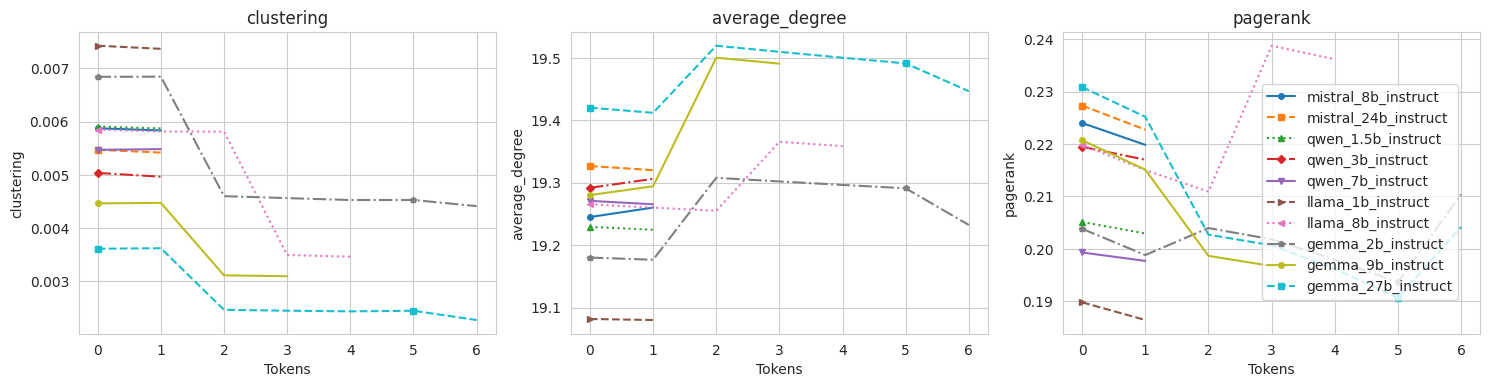 clustering
0.007
0.006
0.005
0.004
0.003
clustering
0 1 2 3 4 5 6
Tokens
average_degree
19.5
19.4
19.3
19.2
19.1
average_degree
0 1 2 3 4 5 6
Tokens
pagerank
0.24
0.23
0.22
0.21
0.20
0.19
pagerank
0 1 2 3 4 5 6
Tokens
mistral_8b_instruct
mistral_24b_instruct
qwen_1.5b_instruct
qwen_3b_instruct
qwen_7b_instruct
llama_1b_instruct
llama_8b_instruct
gemma_2b_instruct
gemma_9b_instruct
gemma_27b_instruct